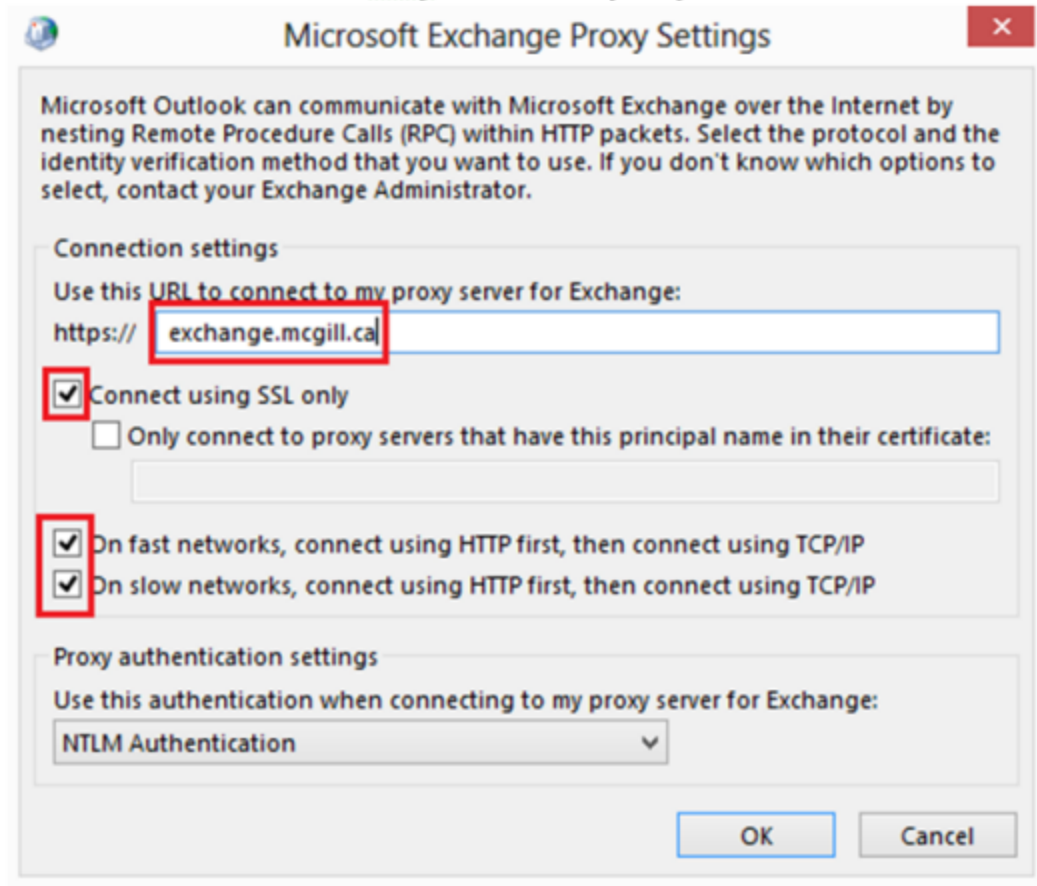 Microsoft Exchange Proxy Settings
Microsoft Outlook can communicate with Microsoft Exchange over the Internet by
nesting Remote Procedure Calls (RPC) within HTTP packets. Select the protocol and the
identity verification method that you want to use. If you don't know which options to
select, contact your Exchange Administrator.
Connection settings
Use this URL to connect to my proxy server for Exchange:
https:// exchange.mcgill.ca
Connect using SSL only
Only connect to proxy servers that have this principal name in their certificate:
On fast networks, connect using HTTP first, then connect using TCP/IP
On slow networks, connect using HTTP first, then connect using TCP/IP
Proxy authentication settings
Use this authentication when connecting to my proxy server for Exchange:
NTLM Authentication
OK Cancel